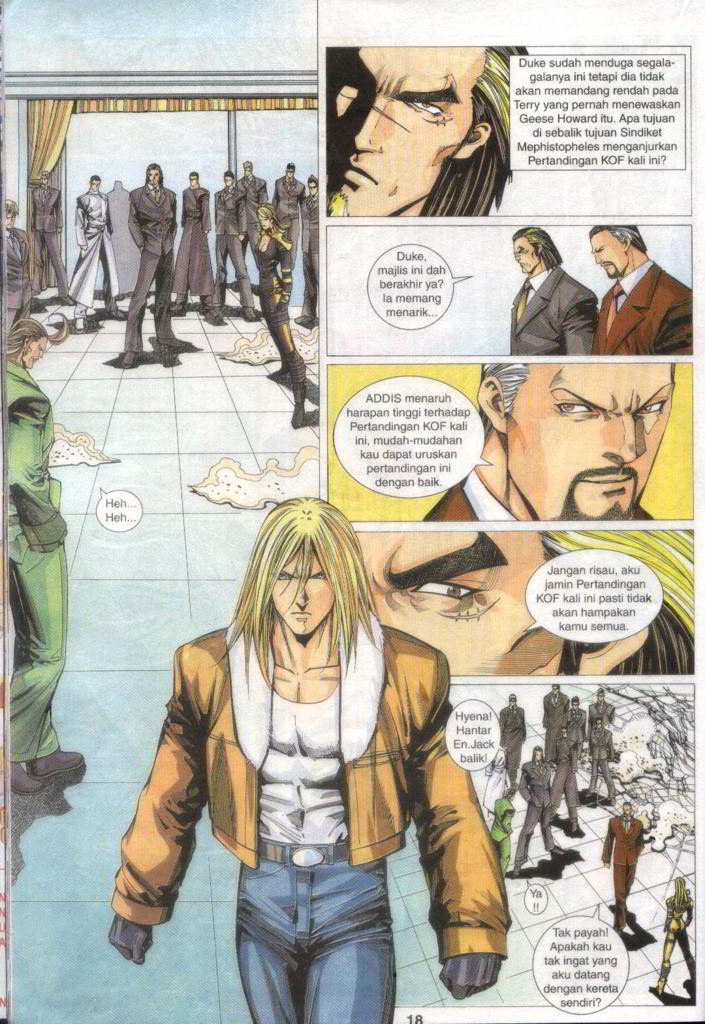 Duke sudah menduga segala-
galanya ini tetapi dia tidak
akan memandang rendah pada
Terry yang pernah menewaskan
Geese Howard itu. Apa tujuan
di sebalik tujuan Sindiket
Mephistopheles menganjurkan
Pertandingan KOF kali ini?
Duke,
majlis ini dah
berakhir ya?
Ia memang
menarik...
ADDIS menaruh
harapan tinggi terhadap
Pertandingan KOF kali
ini, mudah-mudahan
kau dapat uruskan
pertandingan ini
dengan baik.
Heh...
Heh...
Jangan risau, aku
jamin Pertandingan
KOF kali ini pasti tidak
akan hampakan
kamu semua.
Hyena!
Hantar
En.Jack
balik!
Ya
!!
Tak payah!
Apakah kau
tak ingat yang
aku datang
dengan kereta
sendiri?
18